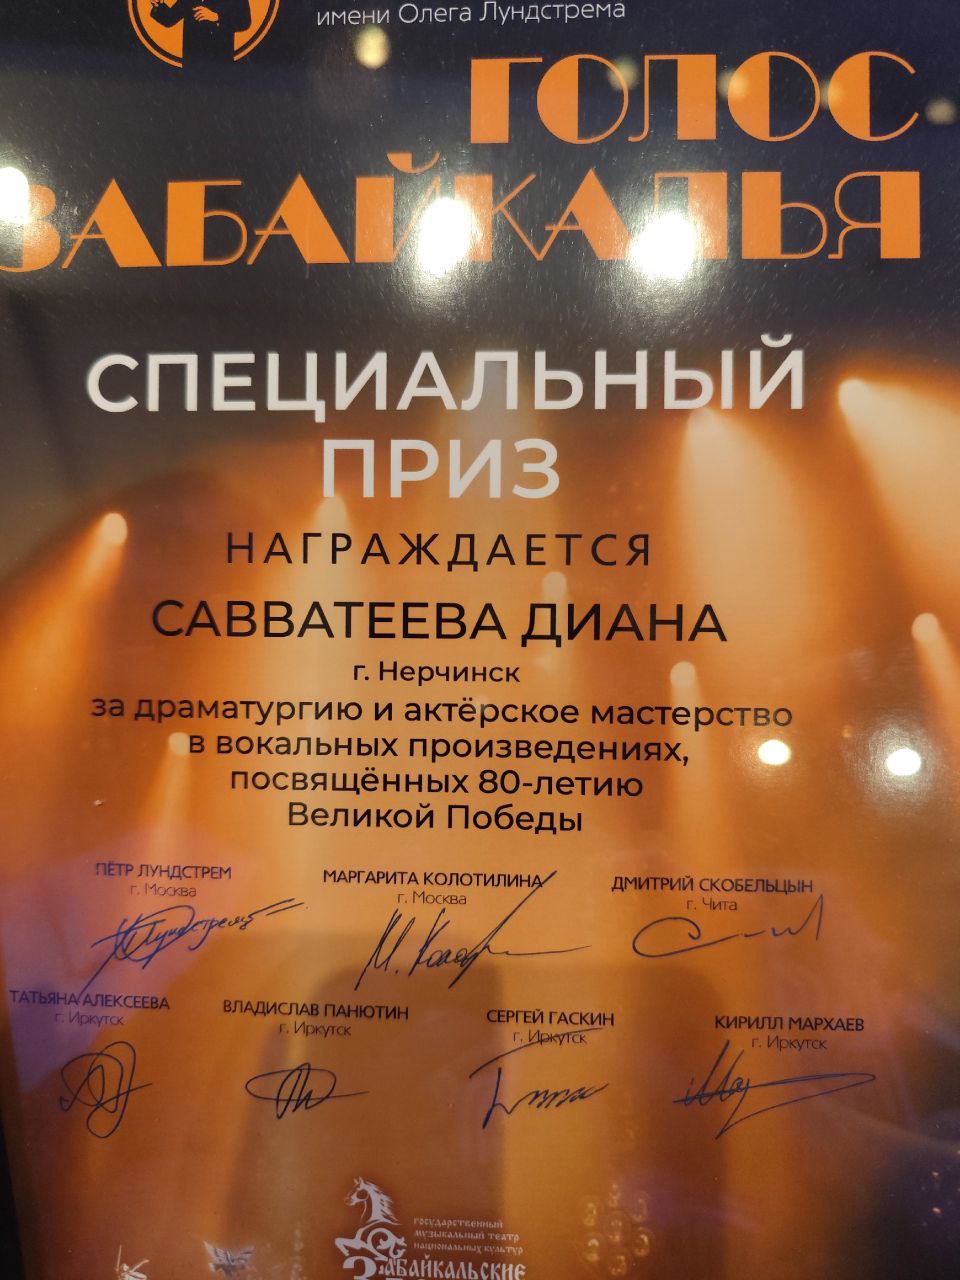 имени Олега Лундстрема
ГОЛОС
ЗАБАЙКАЛЬЯ
СПЕЦИАЛЬНЫЙ
ПРИЗ
НАГРАЖДАЕТСЯ
САВВАТЕЕВА ДИАНА
г. Нерчинск
за драматургию и актёрское мастерство
в вокальных произведениях,
посвящённых 80-летию
Великой Победы
ПЁТР ЛУНДСТРЕМ
г. Москва
МАРГАРИТА КОЛОТИЛИНА
г. Москва
ДМИТРИЙ СКОБЕЛЬЦЫН
г. Чита
ТАТЬЯНА АЛЕКСЕЕВА
г. Иркутск
ВЛАДИСЛАВ ПАНЮТИН
г. Иркутск
СЕРГЕЙ ГАСКИН
г. Иркутск
КИРИЛЛ МАРХАЕВ
г. Иркутск
государственный
музыкальный театр
национальных культур
Забайкальские